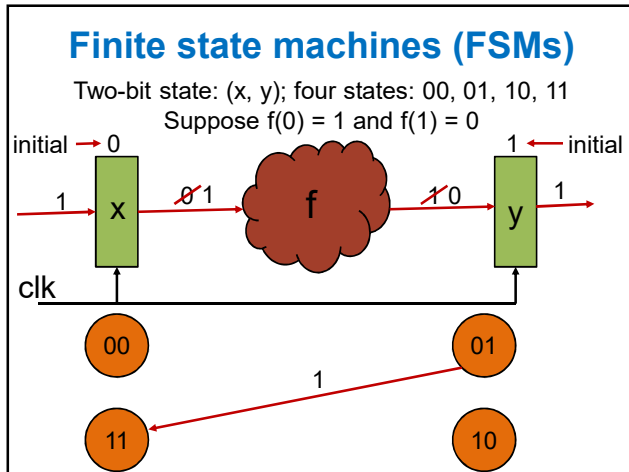 Finite state machines (FSMs)
Two-bit state: (x, y); four states: 00, 01, 10, 11
Suppose f(0) = 1 and f(1) = 0
initial 0 1 initial
1 x 0 1 f 1 0 y 1
clk
00 01
1
11 10